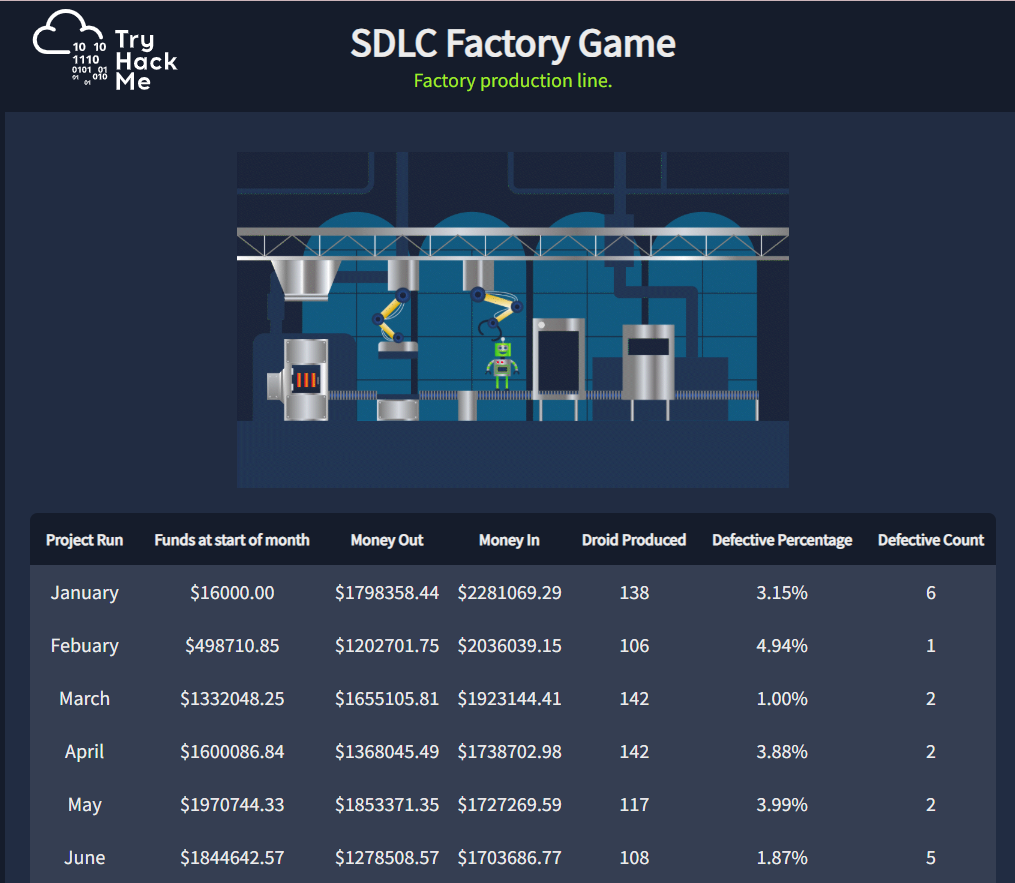 10 10
1110
0101 01
01 010
01
Try
Hack
Me
SDLC Factory Game
Factory production line.
Project Run Funds at start of month Money Out Money In Droid Produced Defective Percentage Defective Count
January $16000.00 $1798358.44 $2281069.29 138 3.15% 6
Febuary $498710.85 $1202701.75 $2036039.15 106 4.94% 1
March $1332048.25 $1655105.81 $1923144.41 142 1.00% 2
April $1600086.84 $1368045.49 $1738702.98 142 3.88% 2
May $1970744.33 $1853371.35 $1727269.59 117 3.99% 2
June $1844642.57 $1278508.57 $1703686.77 108 1.87% 5